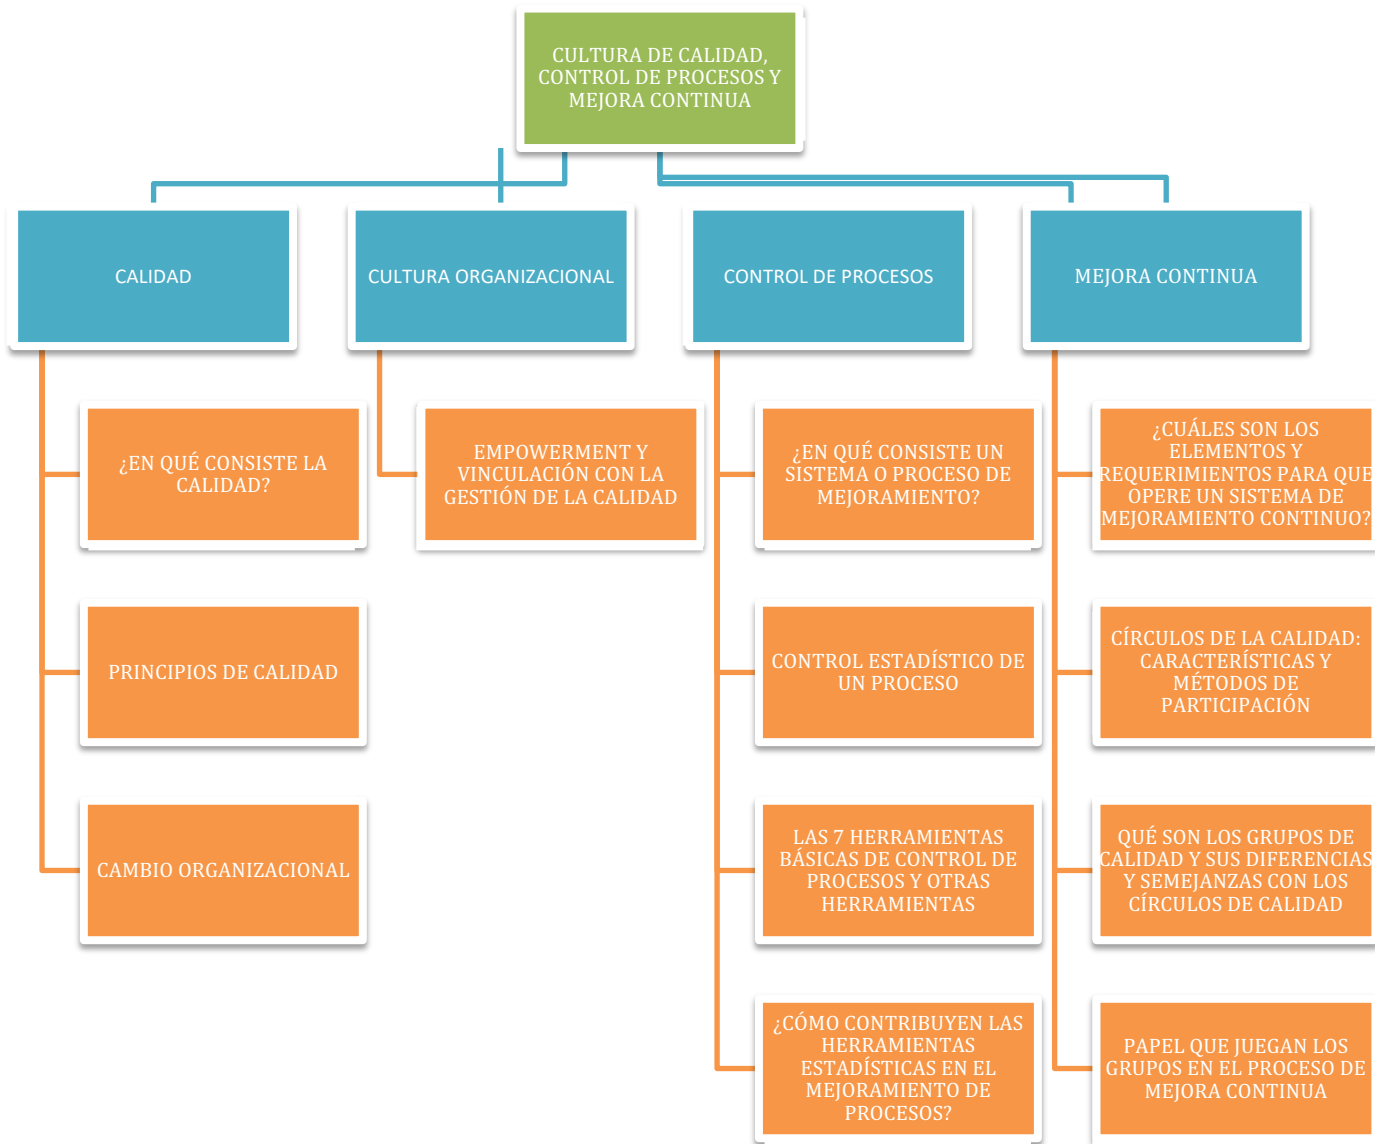 CULTURA DE CALIDAD,
CONTROL DE PROCESOS Y
MEJORA CONTINUA
CALIDAD
CULTURA ORGANIZACIONAL
CONTROL DE PROCESOS
MEJORA CONTINUA
¿EN QUÉ CONSISTE LA
CALIDAD?
EMPOWERMENT Y
VINCULACIÓN CON LA
GESTIÓN DE LA CALIDAD
¿EN QUÉ CONSISTE UN
SISTEMA O PROCESO DE
MEJORAMIENTO?
¿CUÁLES SON LOS
ELEMENTOS Y
REQUERIMIENTOS PARA QUE
OPERE UN SISTEMA DE
MEJORAMIENTO CONTINUO?
PRINCIPIOS DE CALIDAD
CONTROL ESTADÍSTICO DE
UN PROCESO
CÍRCULOS DE LA CALIDAD:
CARACTERÍSTICAS Y
MÉTODOS DE
PARTICIPACIÓN
CAMBIO ORGANIZACIONAL
LAS 7 HERRAMIENTAS
BÁSICAS DE CONTROL DE
PROCESOS Y OTRAS
HERRAMIENTAS
QUÉ SON LOS GRUPOS DE
CALIDAD Y SUS DIFERENCIAS
Y SEMEJANZAS CON LOS
CÍRCULOS DE CALIDAD
¿CÓMO CONTRIBUYEN LAS
HERRAMIENTAS
ESTADÍSTICAS EN EL
MEJORAMIENTO DE
PROCESOS?
PAPEL QUE JUEGAN LOS
GRUPOS EN EL PROCESO DE
MEJORA CONTINUA